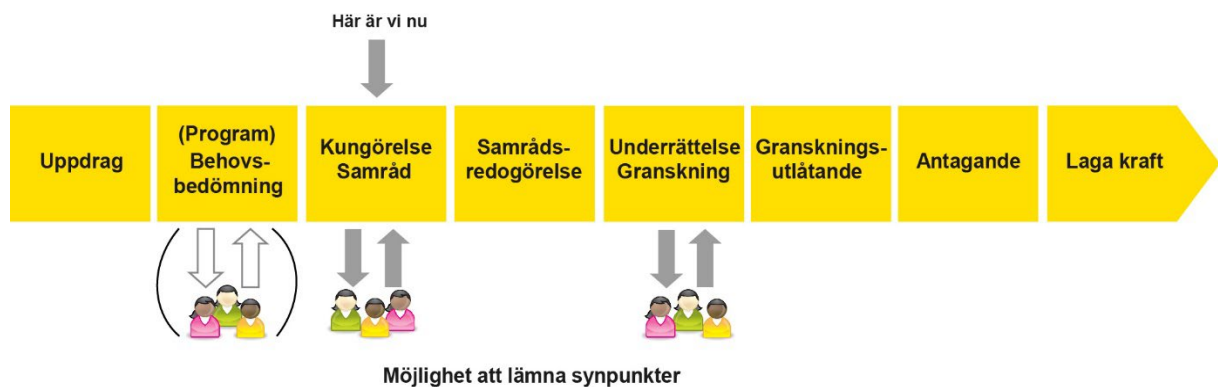 Här är vi nu
Uppdrag
(Program)
Behovs-
bedömning
Kungörelse
Samråd
Samråds-
redogörelse
Underrättelse
Granskning
Gransknings-
utlåtande
Antagande
Laga kraft
Möjlighet att lämna synpunkter